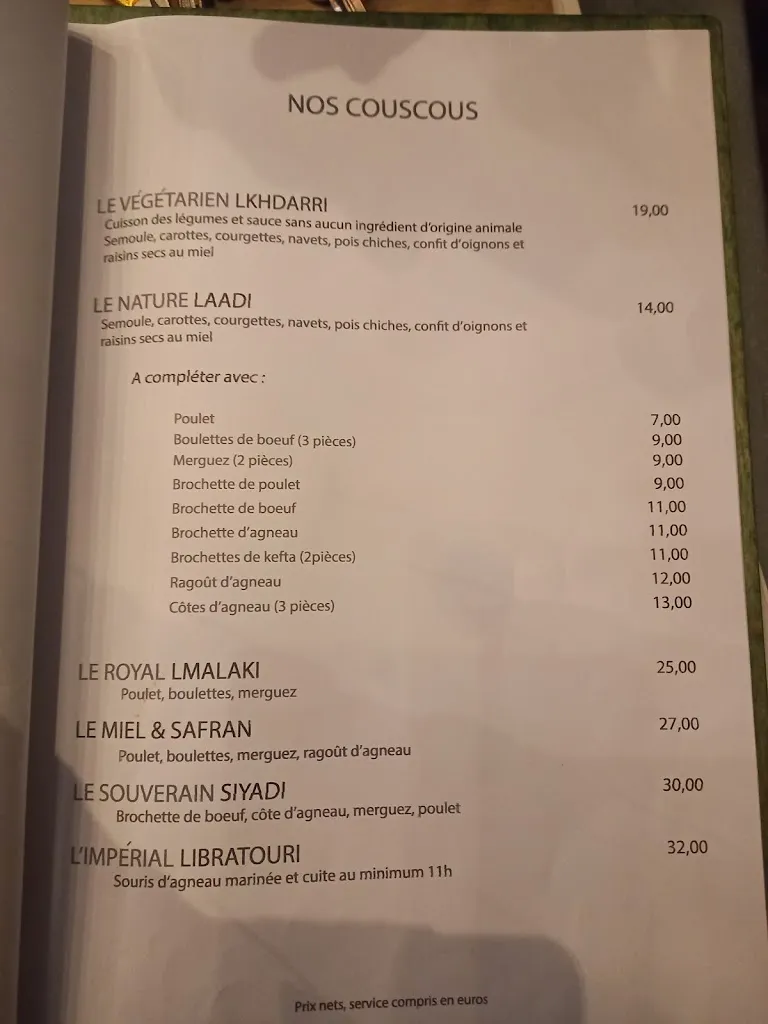 NOS COUSCOUS
LE VÉGÉTARIEN LKHDARRI 19,00
Cuisson des légumes et sauce sans aucun ingrédient d'origine animale
Semoule, carottes, courgettes, navets, pois chiches, confit d'oignons et
raisins secs au miel
LE NATURE LAADI 14,00
Semoule, carottes, courgettes, navets, pois chiches, confit d'oignons et
raisins secs au miel
A compléter avec :
Poulet 7,00
Boulettes de boeuf (3 pièces) 9,00
Merguez (2 pièces) 9,00
Brochette de poulet 9,00
Brochette de boeuf 11,00
Brochette d'agneau 11,00
Brochettes de kefta (2pièces) 11,00
Ragoût d'agneau 12,00
Côtes d'agneau (3 pièces) 13,00
LE ROYAL LMALAKI 25,00
Poulet, boulettes, merguez
LE MIEL & SAFRAN 27,00
Poulet, boulettes, merguez, ragoût d'agneau
LE SOUVERAIN SIYADI 30,00
Brochette de boeuf, côte d'agneau, merguez, poulet
L'IMPÉRIAL LIBRATOURI 32,00
Souris d'agneau marinée et cuite au minimum 11h
Prix nets, service compris en euros